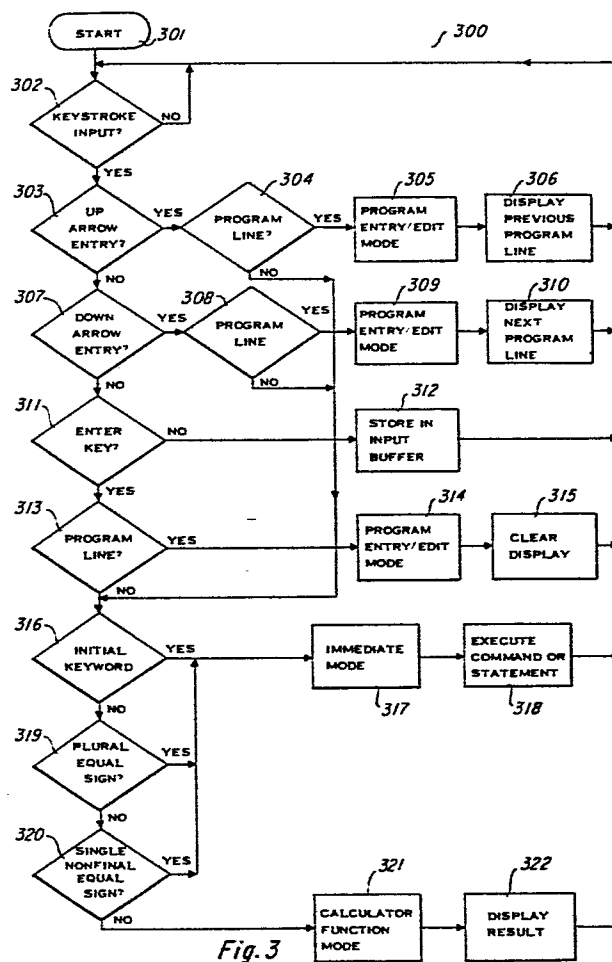 START
301
300
302
KEYSTROKE
INPUT?
NO
YES
303
UP
ARROW
ENTRY?
YES
304
PROGRAM
LINE?
YES
305
PROGRAM
ENTRY/EDIT
MODE
306
DISPLAY
PREVIOUS
PROGRAM
LINE
NO
NO
307
DOWN
ARROW
ENTRY?
YES
308
PROGRAM
LINE
YES
309
PROGRAM
ENTRY/EDIT
MODE
310
DISPLAY
NEXT
PROGRAM
LINE
NO
NO
311
ENTER
KEY?
NO
312
STORE IN
INPUT
BUFFER
YES
313
PROGRAM
LINE?
YES
314
PROGRAM
ENTRY/EDIT
MODE
315
CLEAR
DISPLAY
NO
316
INITIAL
KEYWORD
YES
IMMEDIATE
MODE
317
EXECUTE
COMMAND OR
STATEMENT
318
NO
319
PLURAL
EQUAL
SIGN?
YES
NO
320
SINGLE
NONFINAL
EQUAL
SIGN?
YES
NO
321
CALCULATOR
FUNCTION
MODE
322
DISPLAY
RESULT
Fig. 3